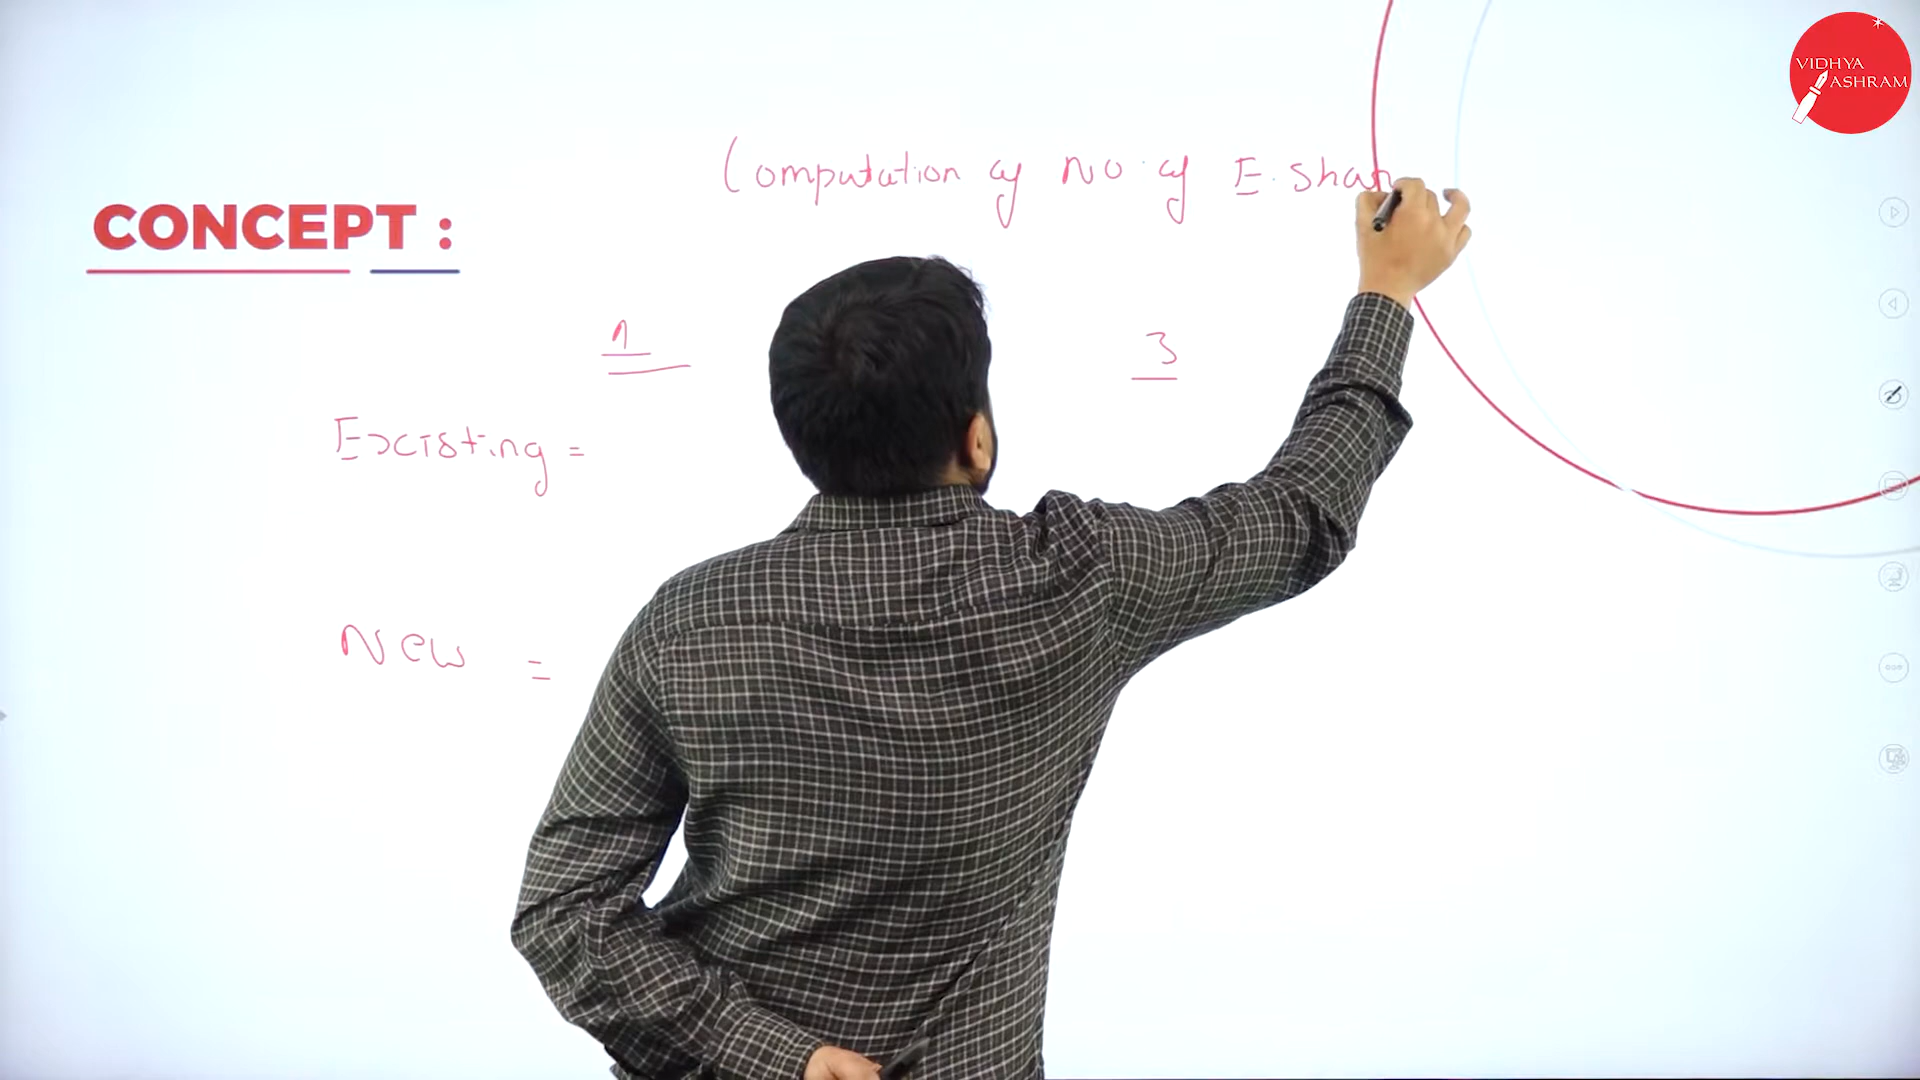 VIDHYA
ASHRAM
Computation of No. of E. Shar
CONCEPT :
1
3
Existing =
New =